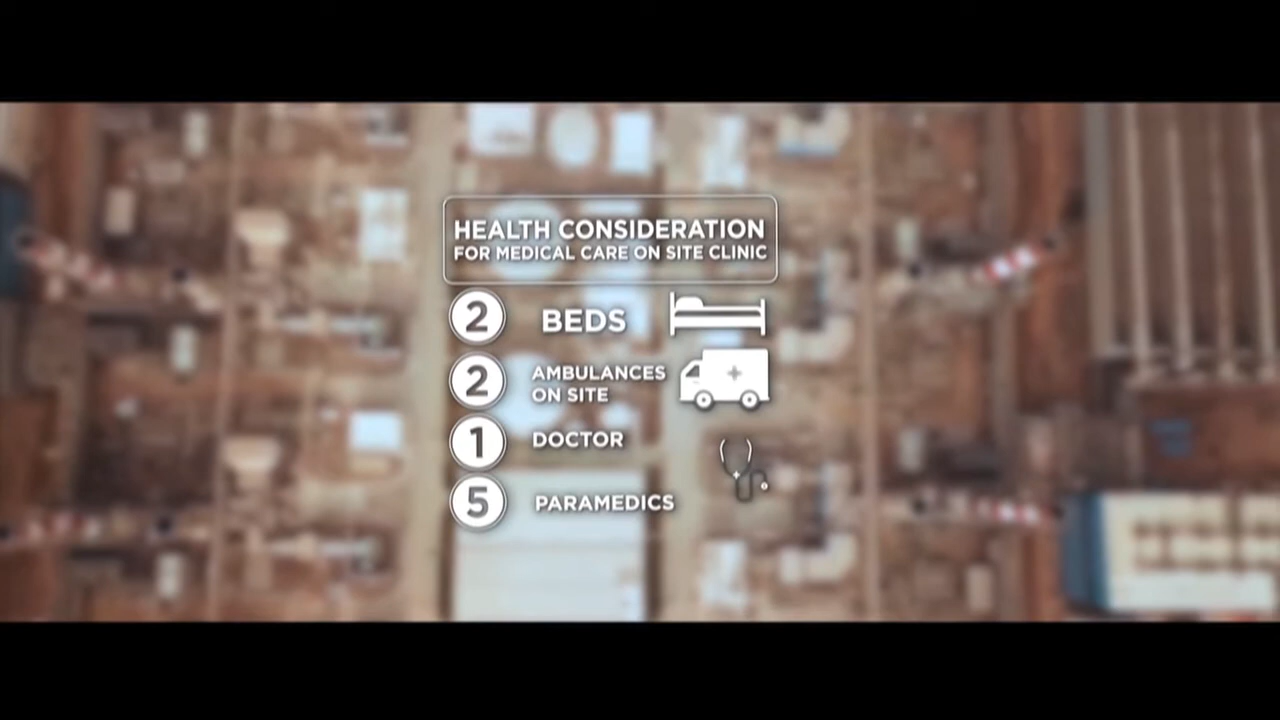 HEALTH CONSIDERATION
FOR MEDICAL CARE ON SITE CLINIC
2 BEDS
2 AMBULANCES
ON SITE
1 DOCTOR
5 PARAMEDICS